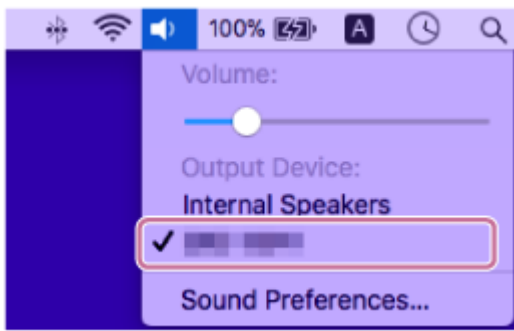 100% A
Volume:
Output Device:
Internal Speakers
Sound Preferences...